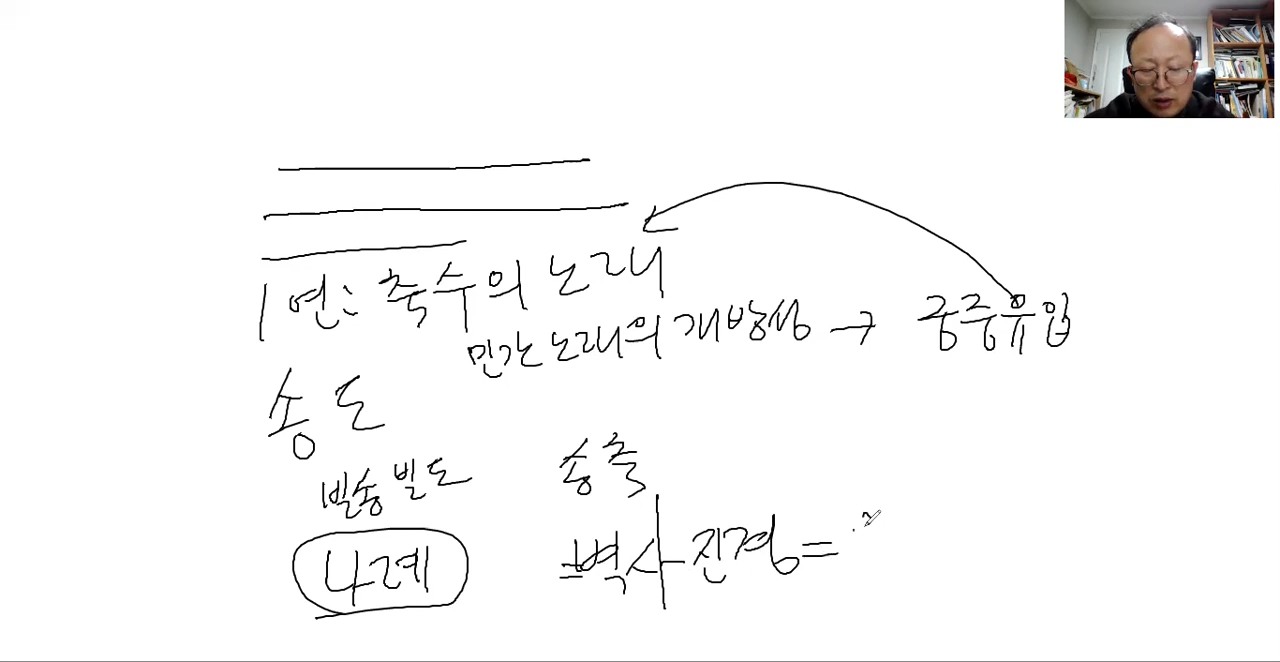 1연: 축수의 노래
민간노래의 개방성 → 궁중유입
송도
빌송빌도 송축
나례 벽사진경=